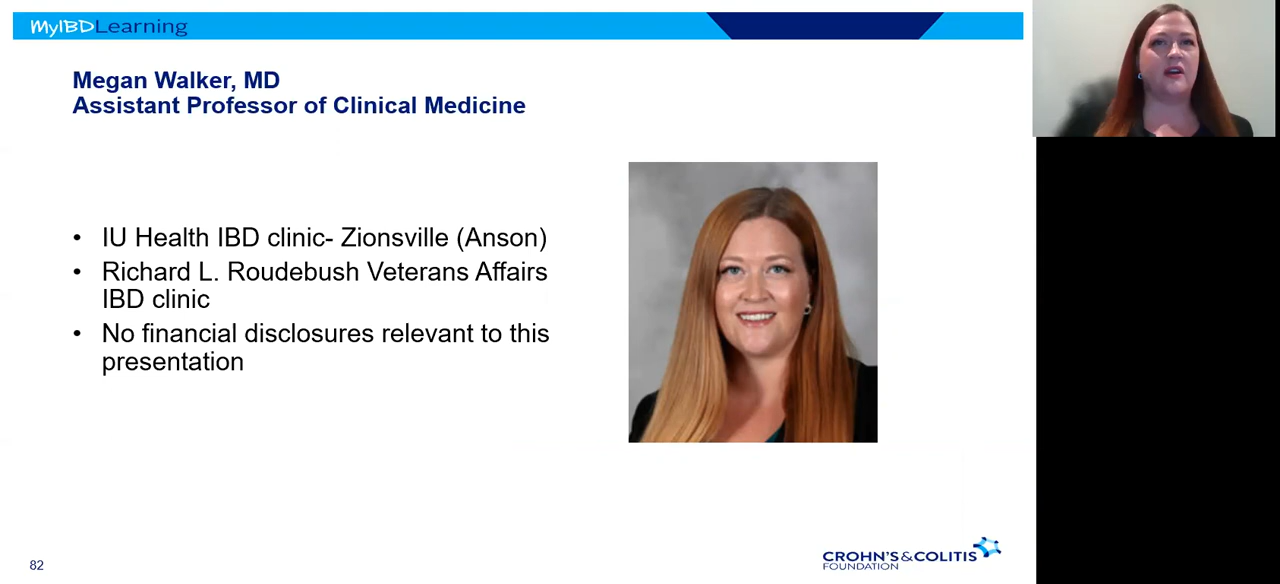 MyIBDLearning
Megan Walker, MD
Assistant Professor of Clinical Medicine
• IU Health IBD clinic- Zionsville (Anson)
• Richard L. Roudebush Veterans Affairs
IBD clinic
• No financial disclosures relevant to this
presentation
82
CROHN'S&COLITIS
FOUNDATION